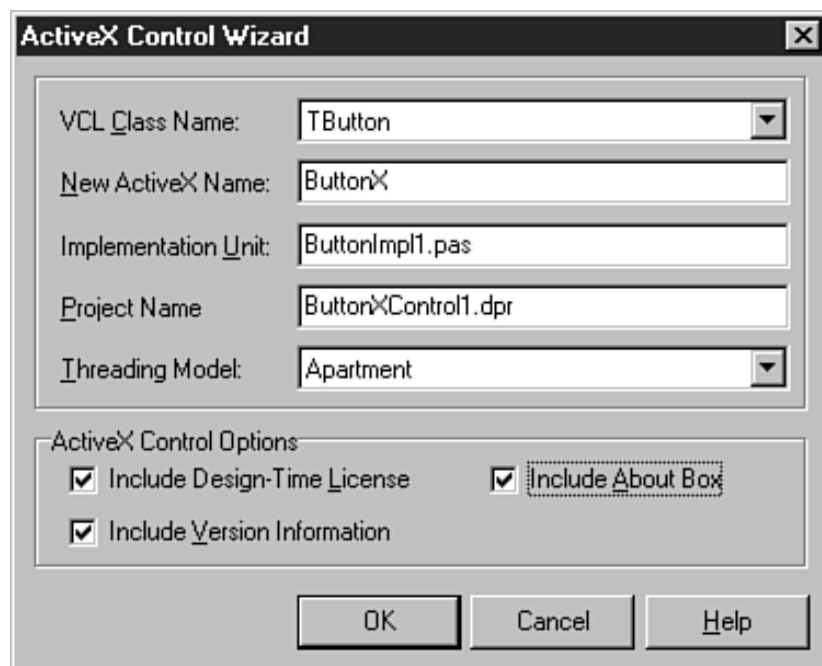 ActiveX Control Wizard
VCL Class Name: TButton
New ActiveX Name: ButtonX
Implementation Unit: ButtonImpl1.pas
Project Name ButtonXControl1.dpr
Threading Model: Apartment
ActiveX Control Options
Include Design-Time License Include About Box
Include Version Information
OK Cancel Help